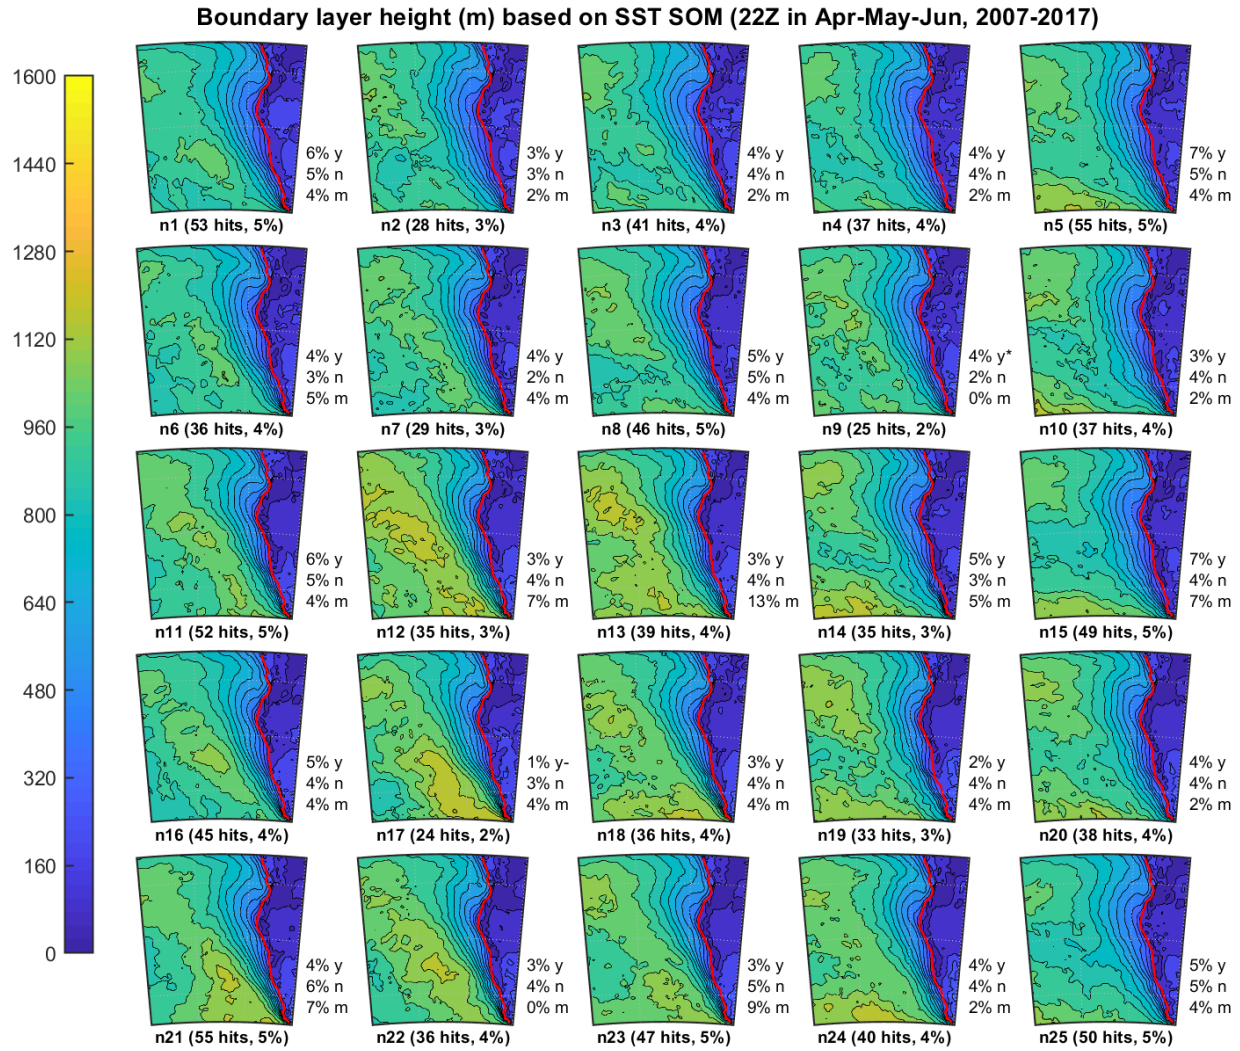 Boundary layer height (m) based on SST SOM (22Z in Apr-May-Jun, 2007-2017)
1600
1440
1280
1120
960
800
640
480
320
160
0
6% y
5% n
4% m
n1 (53 hits, 5%)
3% y
3% n
2% m
n2 (28 hits, 3%)
4% y
4% n
2% m
n3 (41 hits, 4%)
4% y
4% n
2% m
n4 (37 hits, 4%)
7% y
5% n
4% m
n5 (55 hits, 5%)
4% y
3% n
5% m
n6 (36 hits, 4%)
4% y
2% n
4% m
n7 (29 hits, 3%)
5% y
5% n
4% m
n8 (46 hits, 5%)
4% y*
2% n
0% m
n9 (25 hits, 2%)
3% y
4% n
2% m
n10 (37 hits, 4%)
6% y
5% n
4% m
n11 (52 hits, 5%)
3% y
4% n
7% m
n12 (35 hits, 3%)
3% y
4% n
13% m
n13 (39 hits, 4%)
5% y
3% n
5% m
n14 (35 hits, 3%)
7% y
4% n
7% m
n15 (49 hits, 5%)
5% y
4% n
4% m
n16 (45 hits, 4%)
1% y-
3% n
4% m
n17 (24 hits, 2%)
3% y
4% n
4% m
n18 (36 hits, 4%)
2% y
4% n
4% m
n19 (33 hits, 3%)
4% y
4% n
2% m
n20 (38 hits, 4%)
4% y
6% n
7% m
n21 (55 hits, 5%)
3% y
4% n
0% m
n22 (36 hits, 4%)
3% y
5% n
9% m
n23 (47 hits, 5%)
4% y
4% n
2% m
n24 (40 hits, 4%)
5% y
5% n
4% m
n25 (50 hits, 5%)